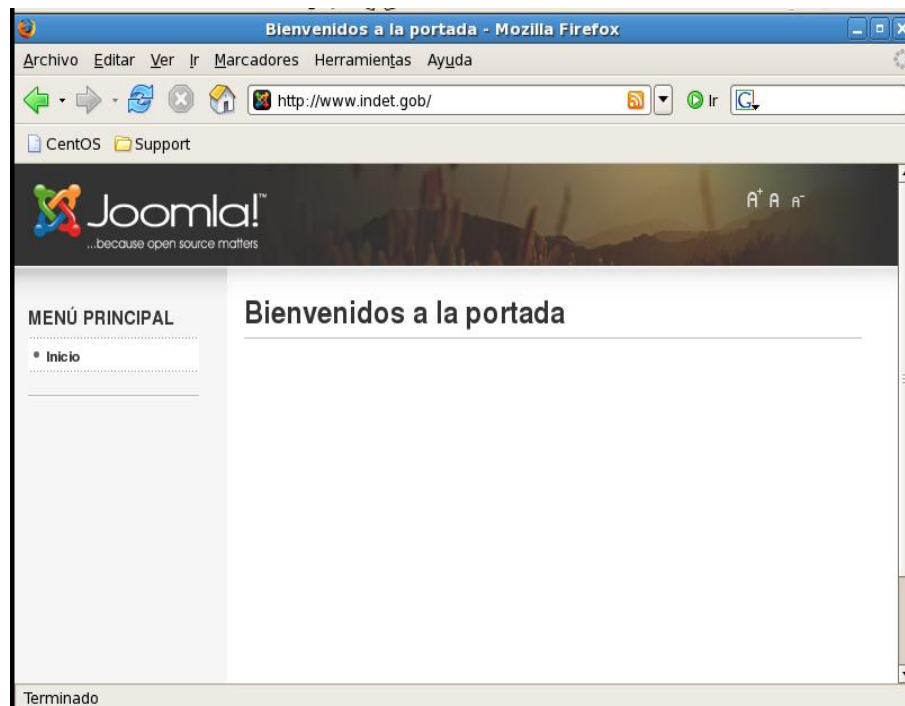 Bienvenidos a la portada - Mozilla Firefox
Archivo Editar Ver Ir Marcadores Herramientas Ayuda
http://www.indet.gob/ Ir G
CentOS Support
Joomla!™
...because open source matters
A+ A A-
MENÚ PRINCIPAL
Inicio
Bienvenidos a la portada
Terminado